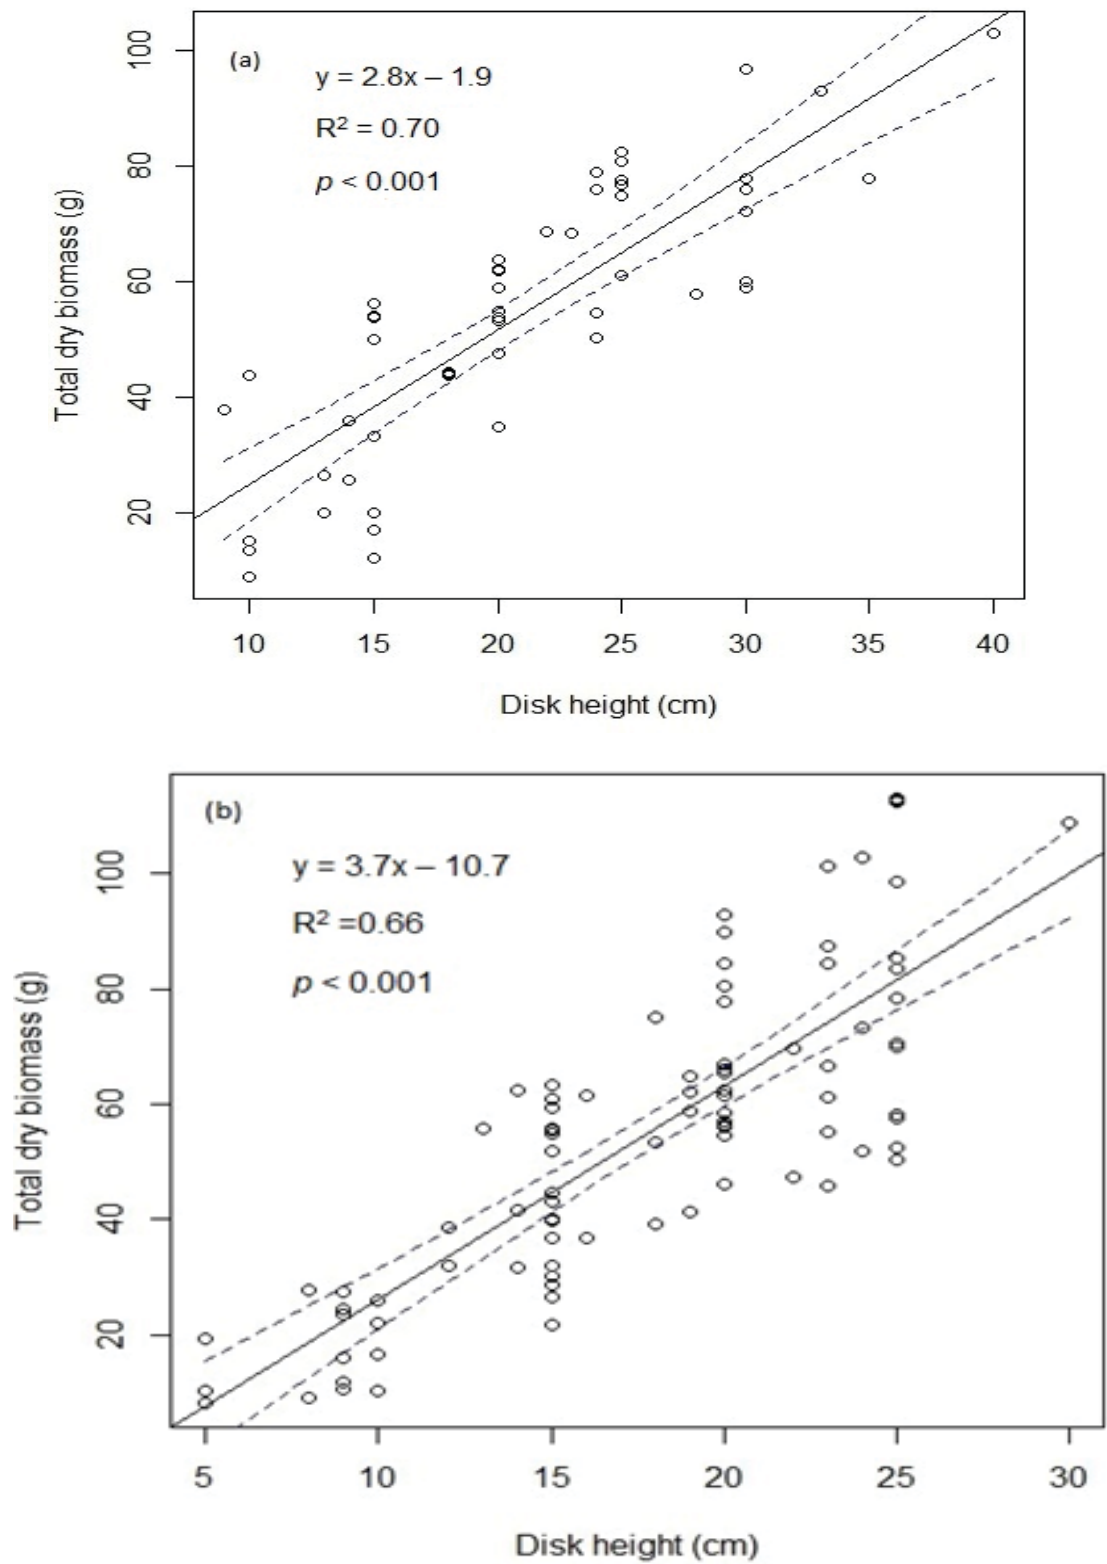 (a)
y = 2.8x – 1.9
R² = 0.70
p < 0.001
Total dry biomass (g)
100
80
60
40
20
10 15 20 25 30 35 40
Disk height (cm)
(b)
y = 3.7x – 10.7
R² =0.66
p < 0.001
Total dry biomass (g)
100
80
60
40
20
5 10 15 20 25 30
Disk height (cm)